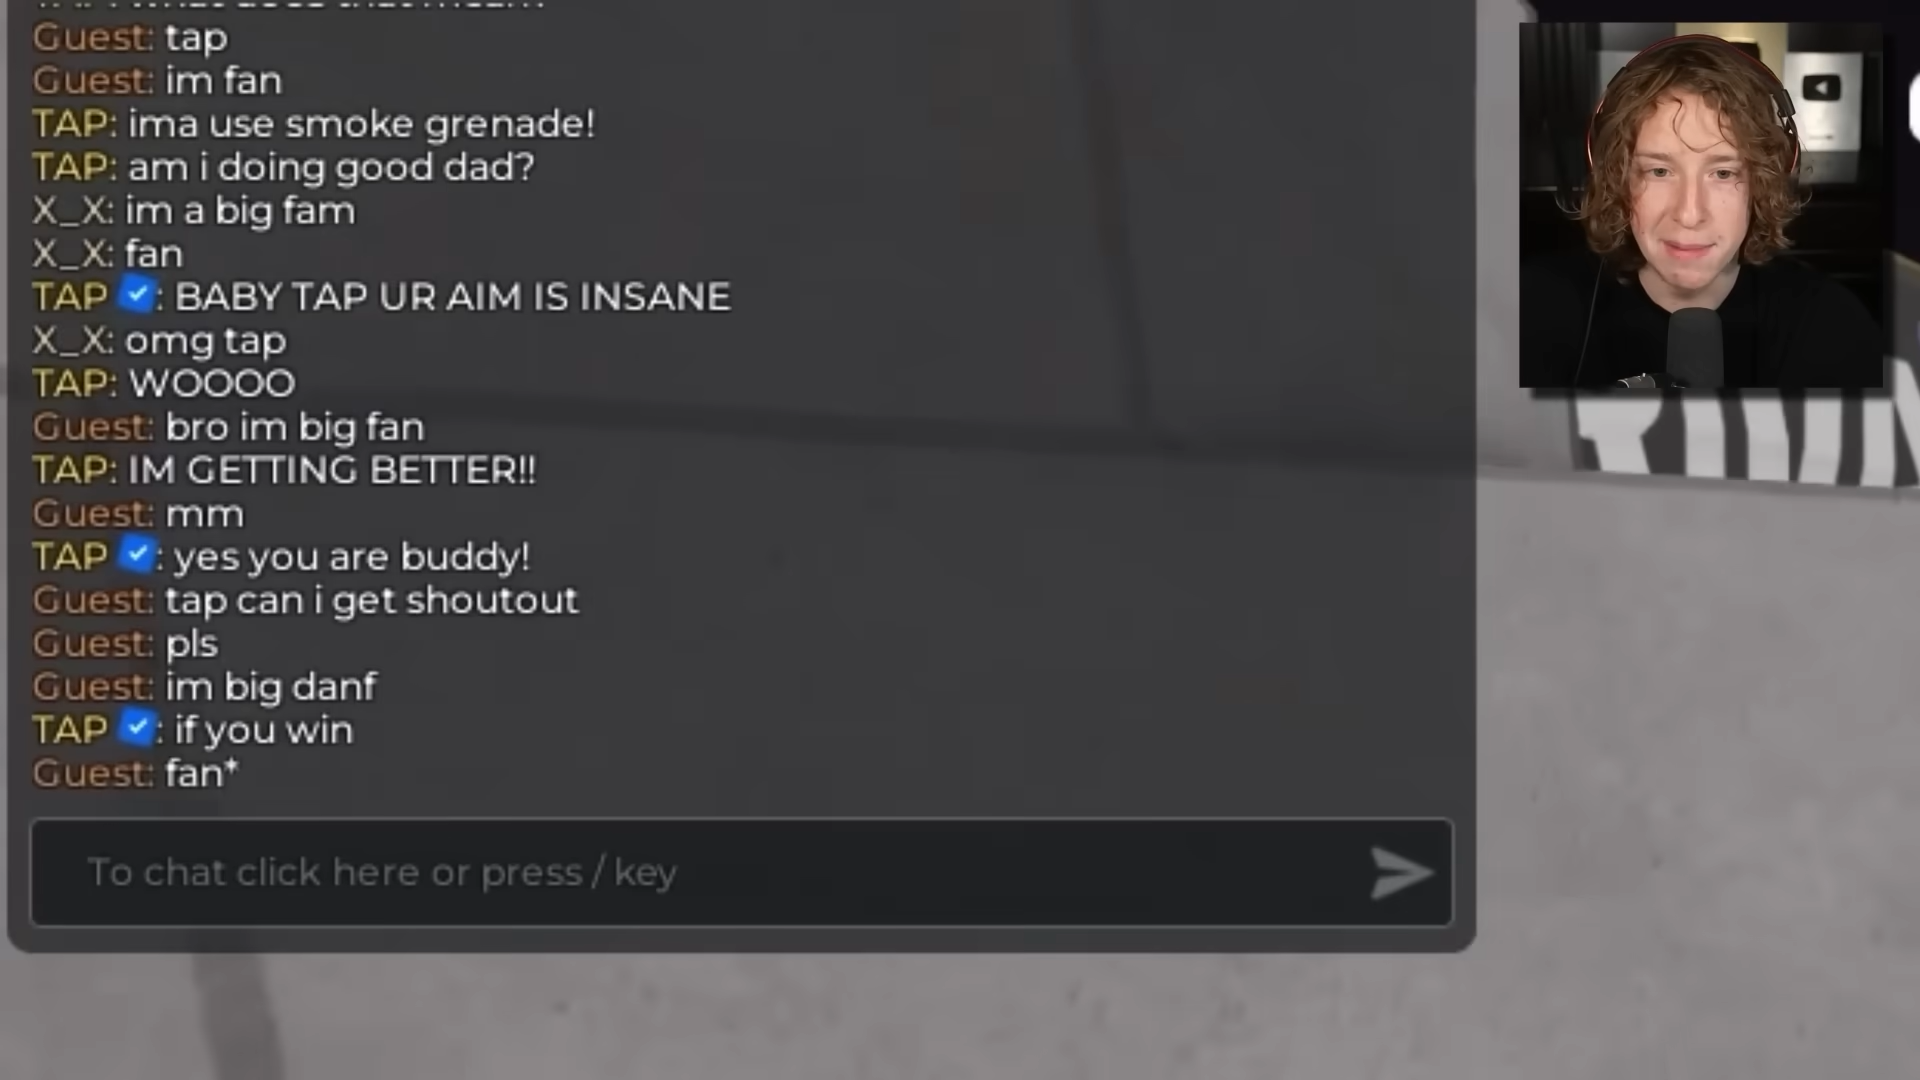 Guest: tap
Guest: im fan
TAP: ima use smoke grenade!
TAP: am i doing good dad?
X_X: im a big fam
X_X: fan
TAP ✓: BABY TAP UR AIM IS INSANE
X_X: omg tap
TAP: WOOOO
Guest: bro im big fan
TAP: IM GETTING BETTER!!
Guest: mm
TAP ✓: yes you are buddy!
Guest: tap can i get shoutout
Guest: pls
Guest: im big danf
TAP ✓: if you win
Guest: fan*
To chat click here or press / key